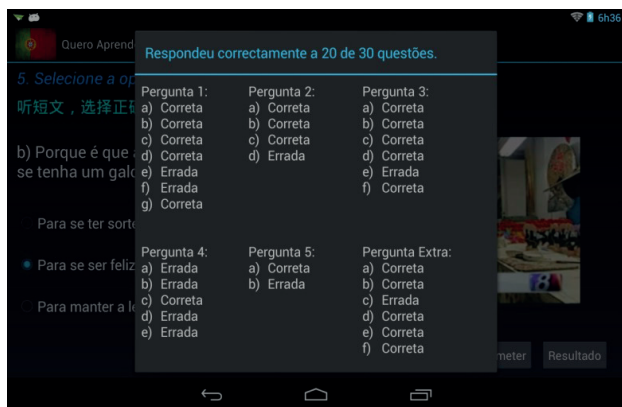 6h36
Quero Aprend
Respondeu correctamente a 20 de 30 questões.
5. Selecione a op
听短文，选择正确
b) Porque é que
se tenha um galo
Para se ter sorte
Para se ser feliz
Para manter a
Pergunta 1:
a) Correta
b) Correta
c) Correta
d) Correta
e) Errada
f) Errada
g) Correta
Pergunta 2:
a) Correta
b) Correta
c) Correta
d) Errada
Pergunta 3:
a) Correta
b) Correta
c) Correta
d) Correta
e) Errada
f) Correta
Pergunta 4:
a) Errada
b) Errada
c) Correta
d) Errada
e) Errada
Pergunta 5:
a) Correta
b) Errada
Pergunta Extra:
a) Correta
b) Correta
c) Errada
d) Correta
e) Correta
f) Correta
meter
Resultado